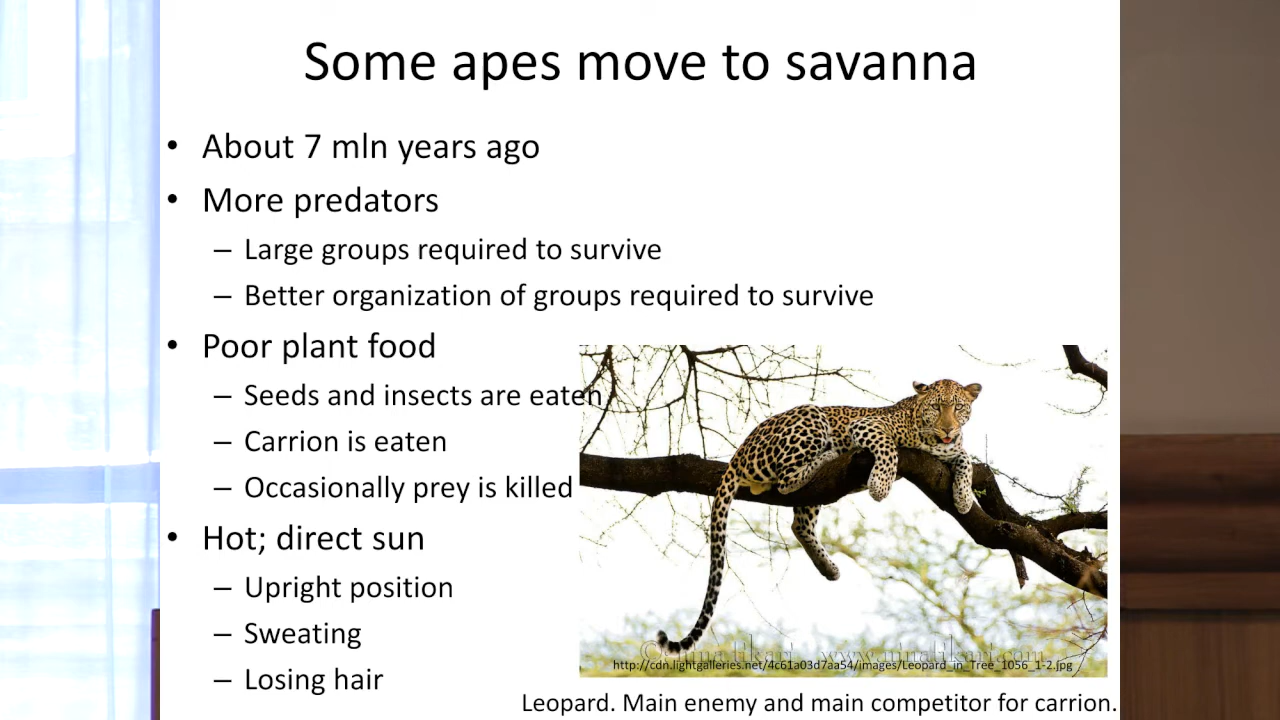 Some apes move to savanna
• About 7 mln years ago
• More predators
– Large groups required to survive
– Better organization of groups required to survive
• Poor plant food
– Seeds and insects are eaten
– Carrion is eaten
– Occasionally prey is killed
• Hot; direct sun
– Upright position
– Sweating
– Losing hair
http://cdn.lightgalleries.net/4c61a03d7aa54/images/Leopard_in_Tree_1056_1-2.jpg
Leopard. Main enemy and main competitor for carrion.